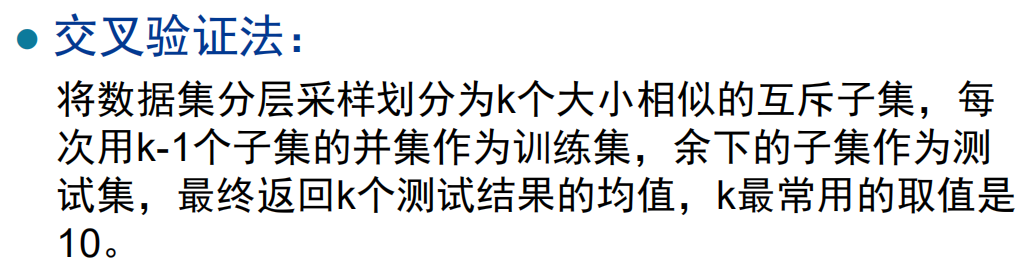 ● 交叉验证法：
将数据集分层采样划分为k个大小相似的互斥子集，每
次用k-1个子集的并集作为训练集，余下的子集作为测
试集，最终返回k个测试结果的均值，k最常用的取值是
10。